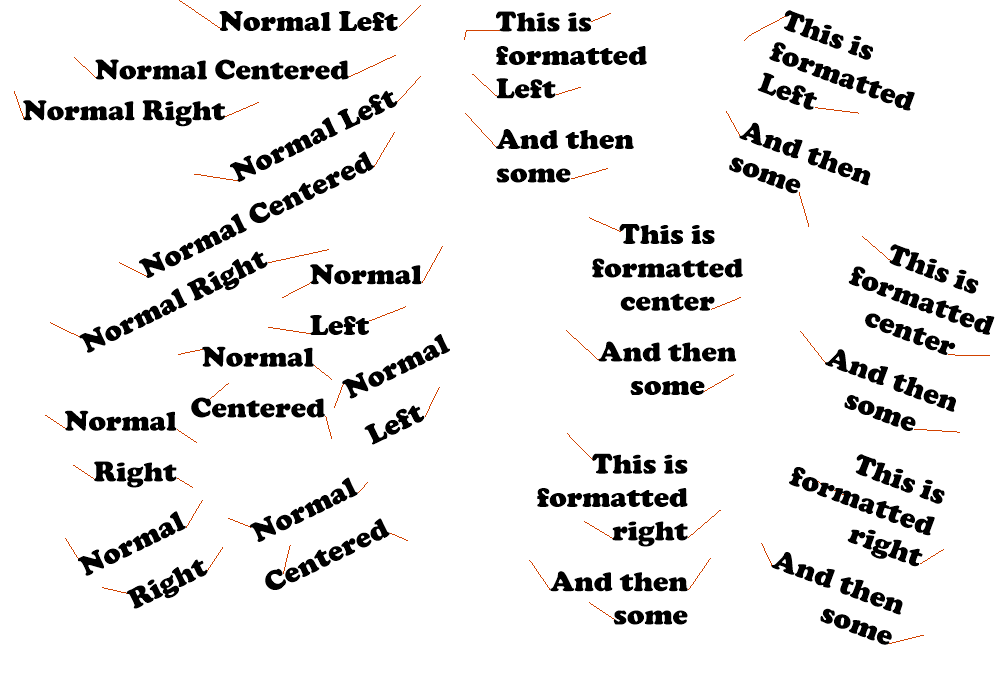 Normal Left
Normal Centered
Normal Right
Normal Left
Normal Centered
Normal Right
Normal
Left
Normal
Centered
Normal
Right
Normal
Left
Normal
Centered
Normal
Right
This is
formatted
Left
And then
some
This is
formatted
Left
And then
some
This is
formatted
center
And then
some
This is
formatted
center
And then
some
This is
formatted
right
And then
some
This is
formatted
right
And then
some